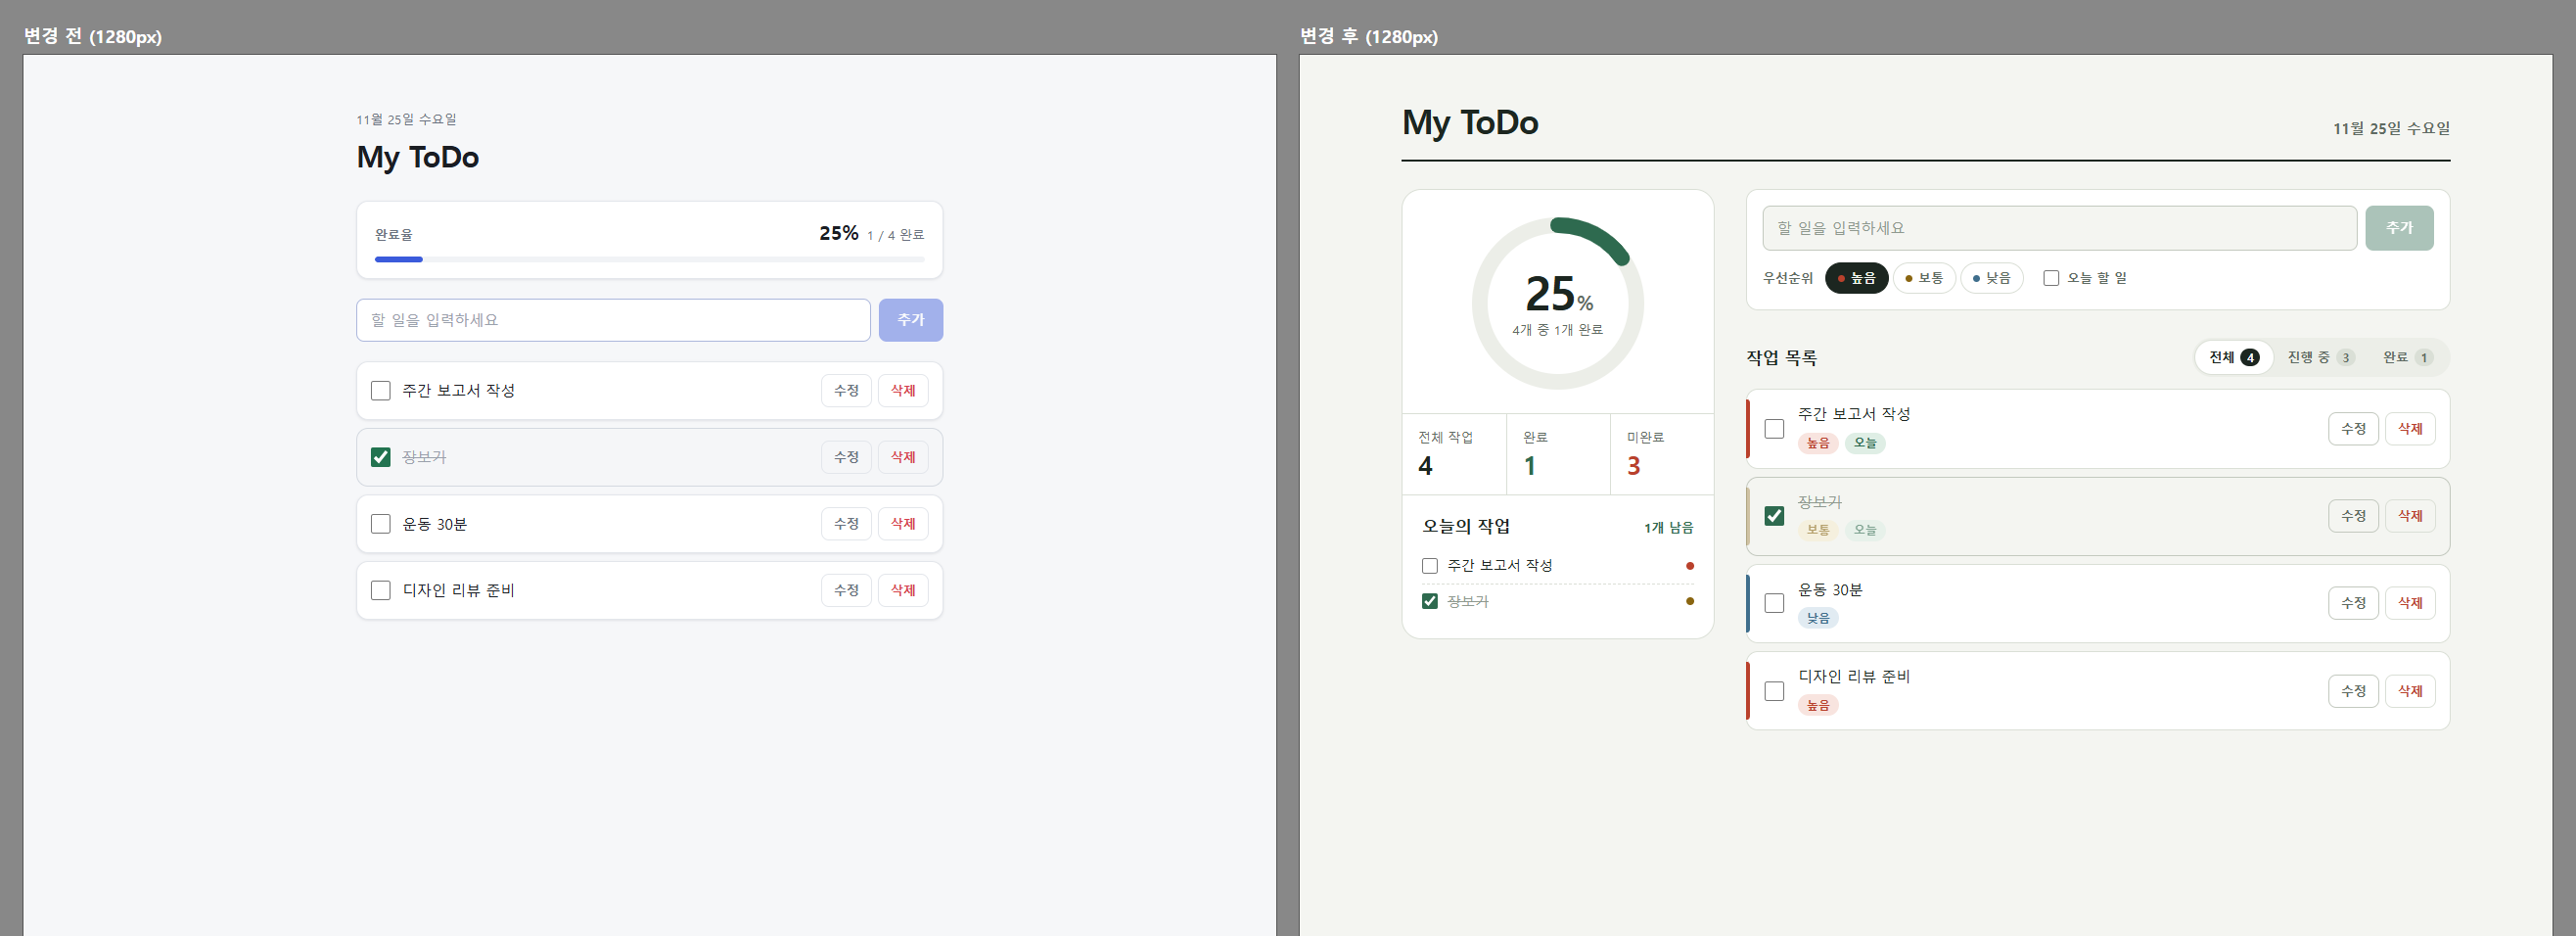 변경 전 (1280px)
11월 25일 수요일
My ToDo
완료율 25% 1 / 4 완료
할 일을 입력하세요 추가
주간 보고서 작성 수정 삭제
장보기 수정 삭제
운동 30분 수정 삭제
디자인 리뷰 준비 수정 삭제
변경 후 (1280px)
My ToDo 11월 25일 수요일
25%
4개 중 1개 완료
전체 작업 완료 미완료
4 1 3
오늘의 작업 1개 남음
주간 보고서 작성
장보기
할 일을 입력하세요 추가
우선순위 높음 보통 낮음 오늘 할 일
작업 목록 전체 4 진행 중 3 완료 1
주간 보고서 작성
높음 오늘 수정 삭제
장보기
보통 오늘 수정 삭제
운동 30분
낮음 수정 삭제
디자인 리뷰 준비
높음 수정 삭제